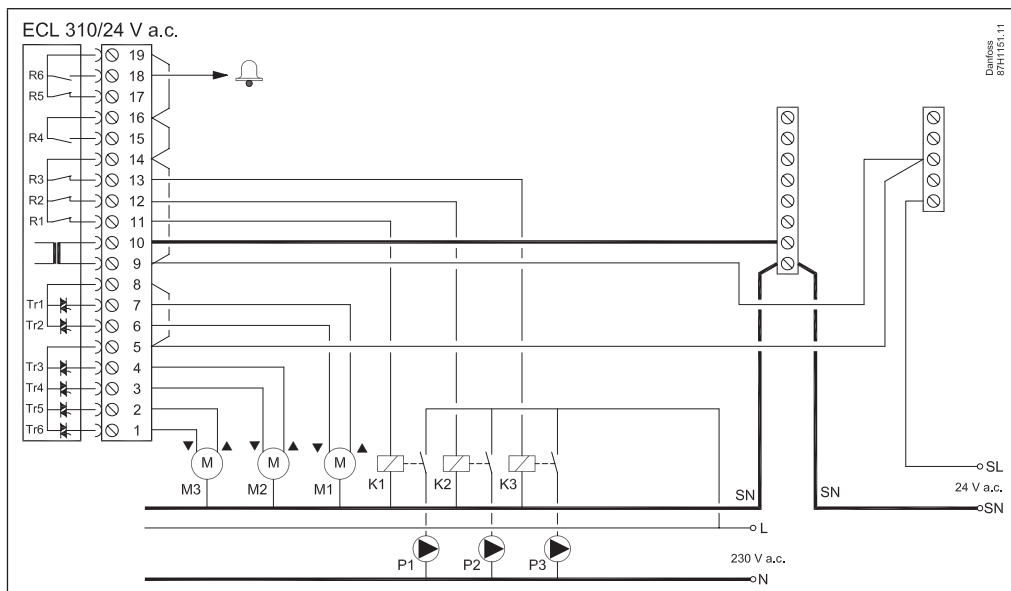 ECL 310/24 V a.c.
Danfoss
87H1151.11
19
R6 18
R5 17
16
R4 15
14
R3 13
R2 12
R1 11
10
9
8
Tr1 7
Tr2 6
5
Tr3 4
Tr4 3
Tr5 2
Tr6 1
M M M
M3 M2 M1 K1 K2 K3
SL
24 V a.c.
SN SN SN
L
P1 P2 P3
230 V a.c.
N